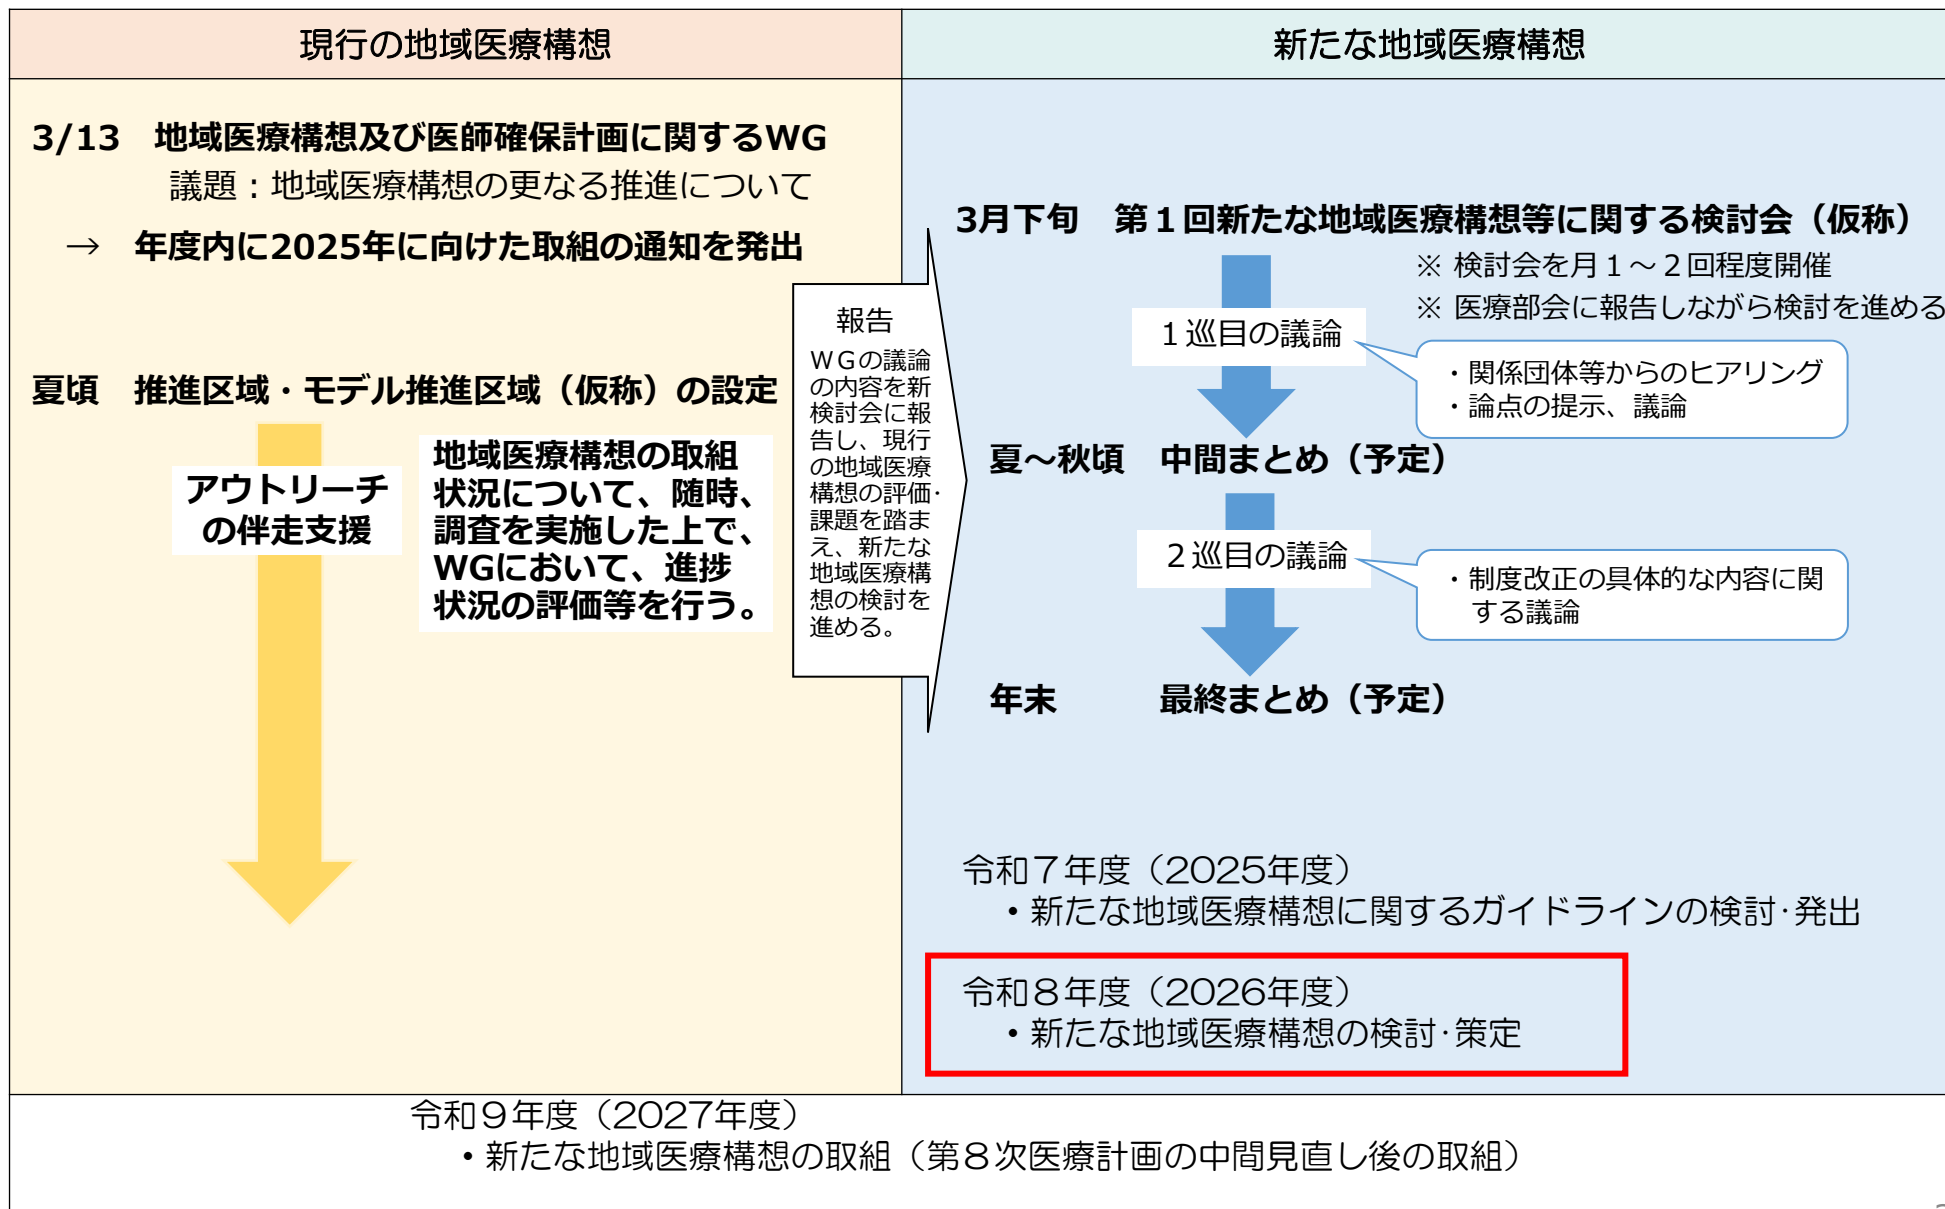 現行の地域医療構想
新たな地域医療構想
3/13　地域医療構想及び医師確保計画に関するWG
議題：地域医療構想の更なる推進について
→　年度内に2025年に向けた取組の通知を発出
夏頃　推進区域・モデル推進区域（仮称）の設定
アウトリーチ
の伴走支援
地域医療構想の取組
状況について、随時、
調査を実施した上で、
WGにおいて、進捗
状況の評価等を行う。
報告
ＷＧの議論
の内容を新
検討会に報
告し、現行
の地域医療
構想の評価･
課題を踏ま
え、新たな
地域医療構
想の検討を
進める。
3月下旬　第１回新たな地域医療構想等に関する検討会（仮称）
※ 検討会を月１～２回程度開催
※ 医療部会に報告しながら検討を進める
１巡目の議論
・関係団体等からのヒアリング
・論点の提示、議論
夏～秋頃　中間まとめ（予定）
２巡目の議論
・制度改正の具体的な内容に関
する議論
年末　　　最終まとめ（予定）
令和７年度（2025年度）
・新たな地域医療構想に関するガイドラインの検討･発出
令和８年度（2026年度）
・新たな地域医療構想の検討･策定
令和９年度（2027年度）
・新たな地域医療構想の取組（第８次医療計画の中間見直し後の取組）